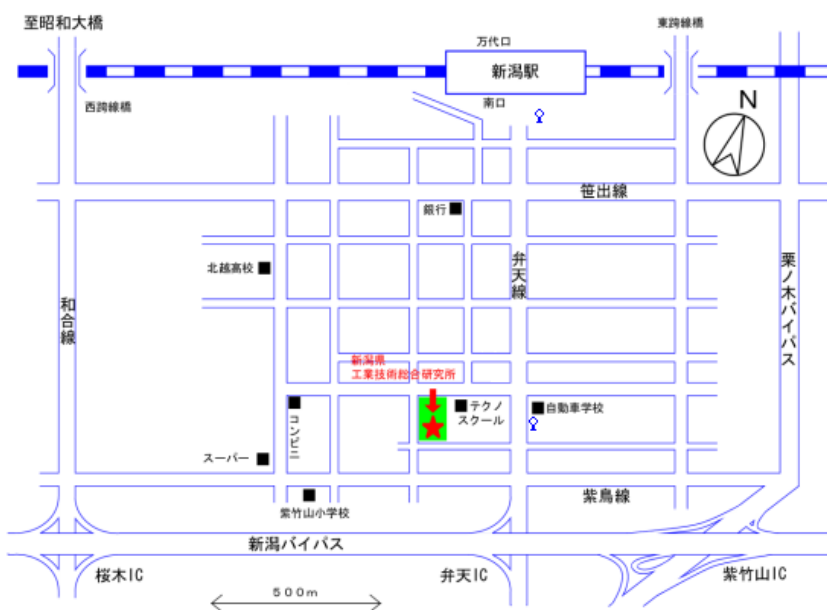 至昭和大橋
万代口
東跨線橋
新潟駅
西跨線橋
南口
N
笹出線
銀行
北越高校
弁天線
栗ノ木バイパス
和合線
新潟県
工業技術総合研究所
テクノ
スクール
自動車学校
コンビニ
スーパー
紫竹山小学校
紫鳥線
新潟バイパス
桜木IC
弁天IC
紫竹山IC
500m